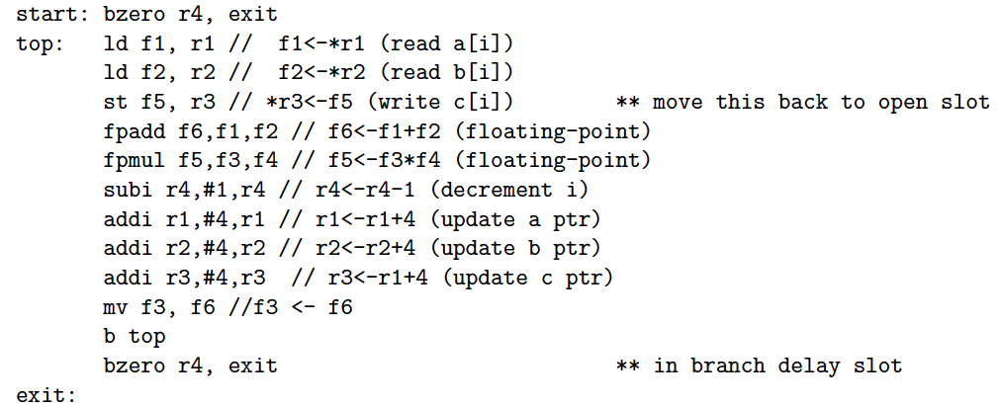 start: bzero r4, exit
top:   ld f1, r1 //  f1<-*r1 (read a[i])
       ld f2, r2 //  f2<-*r2 (read b[i])
       st f5, r3 // *r3<-f5 (write c[i])        ** move this back to open slot
       fpadd f6,f1,f2 // f6<-f1+f2 (floating-point)
       fpmul f5,f3,f4 // f5<-f3*f4 (floating-point)
       subi r4,#1,r4 // r4<-r4-1 (decrement i)
       addi r1,#4,r1 // r1<-r1+4 (update a ptr)
       addi r2,#4,r2 // r2<-r2+4 (update b ptr)
       addi r3,#4,r3  // r3<-r1+4 (update c ptr)
       mv f3, f6 //f3 <- f6
       b top
       bzero r4, exit                           ** in branch delay slot
exit: